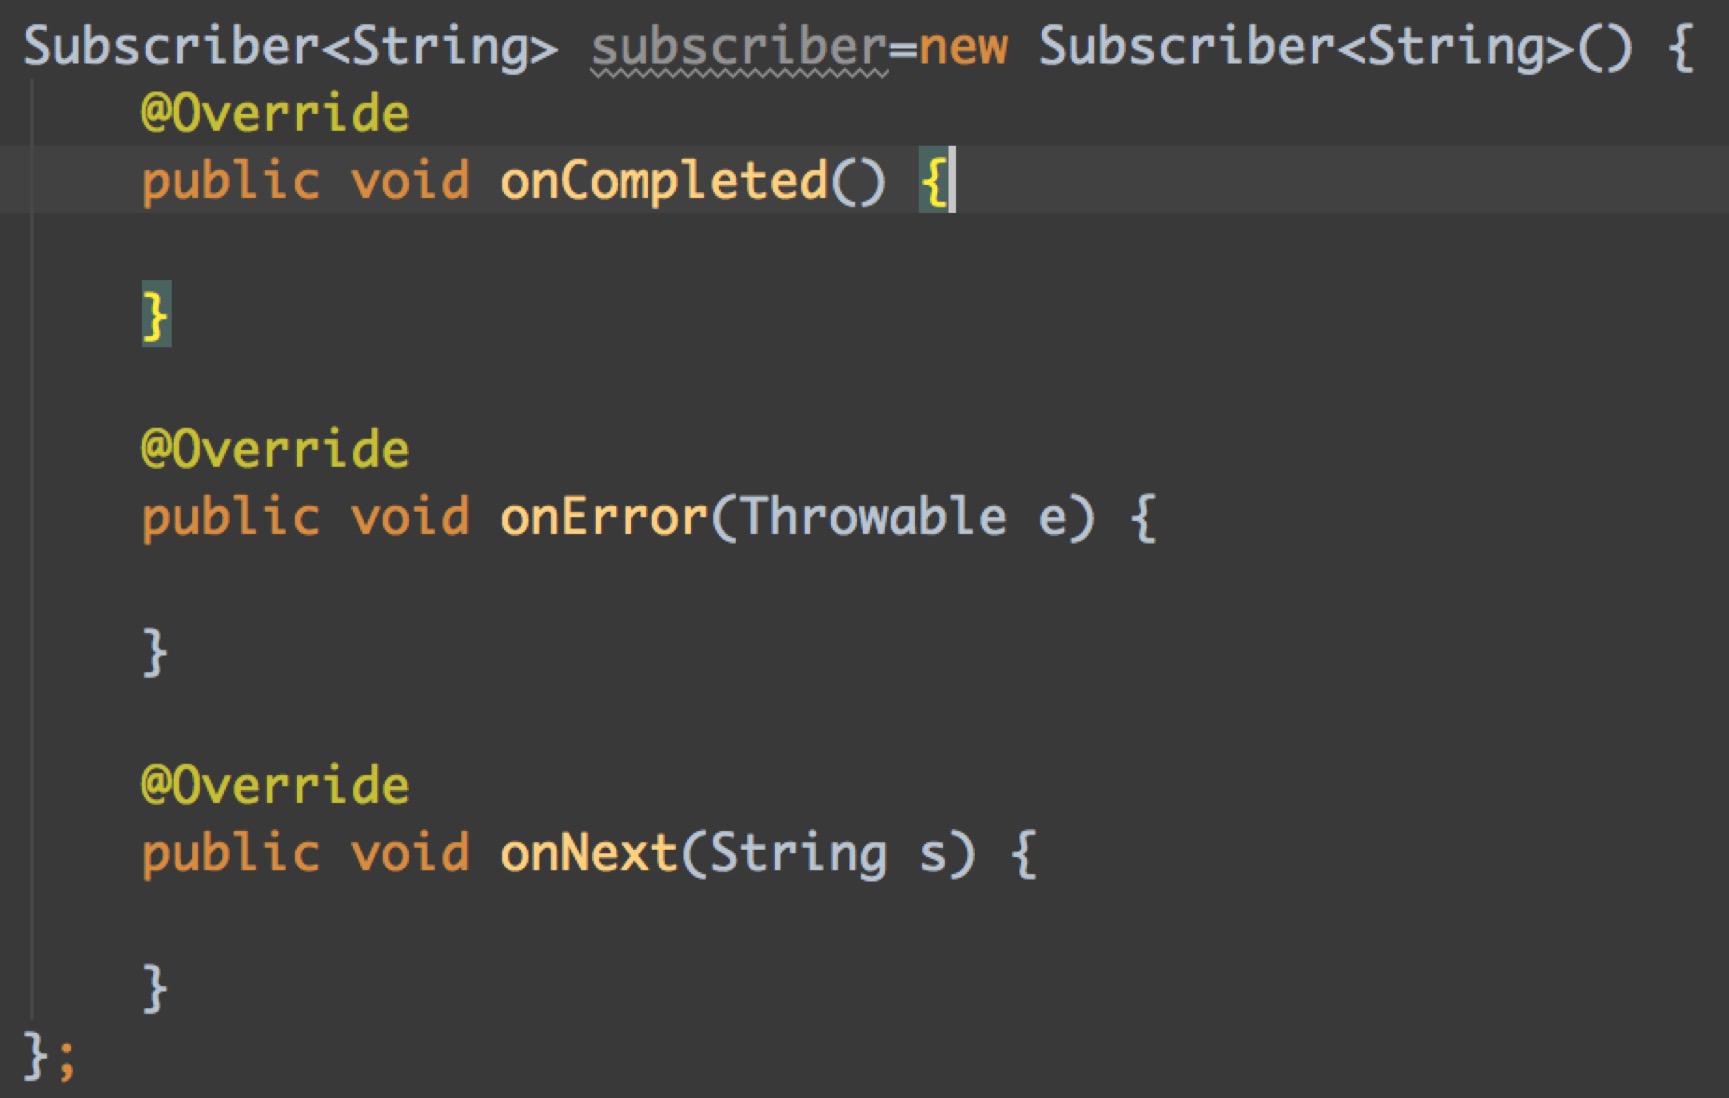 Subscriber<String> subscriber=new Subscriber<String>() {
    @Override
    public void onCompleted() {

    }

    @Override
    public void onError(Throwable e) {

    }

    @Override
    public void onNext(String s) {

    }
};